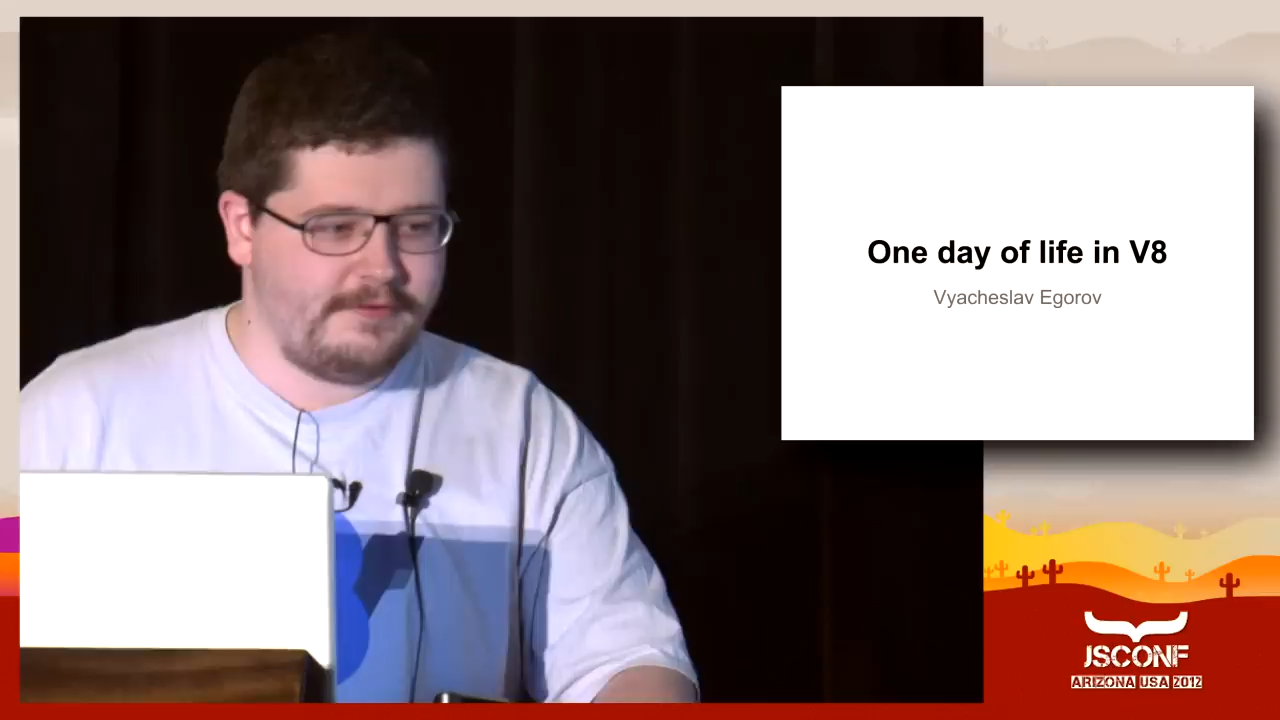 One day of life in V8
Vyacheslav Egorov
JSCONF
ARIZONA USA 2012